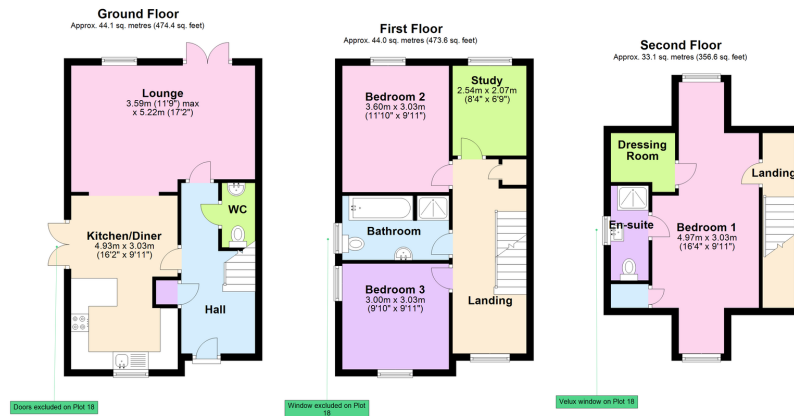 Ground Floor
Approx. 44.1 sq. metres (474.4 sq. feet)
Lounge
3.59m (11'9") max
x 5.22m (17'2")
WC
Kitchen/Diner
4.93m x 3.03m
(16'2" x 9'11")
Hall
Doors excluded on Plot 18
First Floor
Approx. 44.0 sq. metres (473.6 sq. feet)
Bedroom 2
3.60m x 3.03m
(11'10" x 9'11")
Study
2.54m x 2.07m
(8'4" x 6'9")
Bathroom
Bedroom 3
3.00m x 3.03m
(9'10" x 9'11")
Landing
Window excluded on Plot
18
Second Floor
Approx. 33.1 sq. metres (356.6 sq. feet)
Dressing
Room
Landing
En-suite
Bedroom 1
4.97m x 3.03m
(16'4" x 9'11")
Velux window on Plot 18